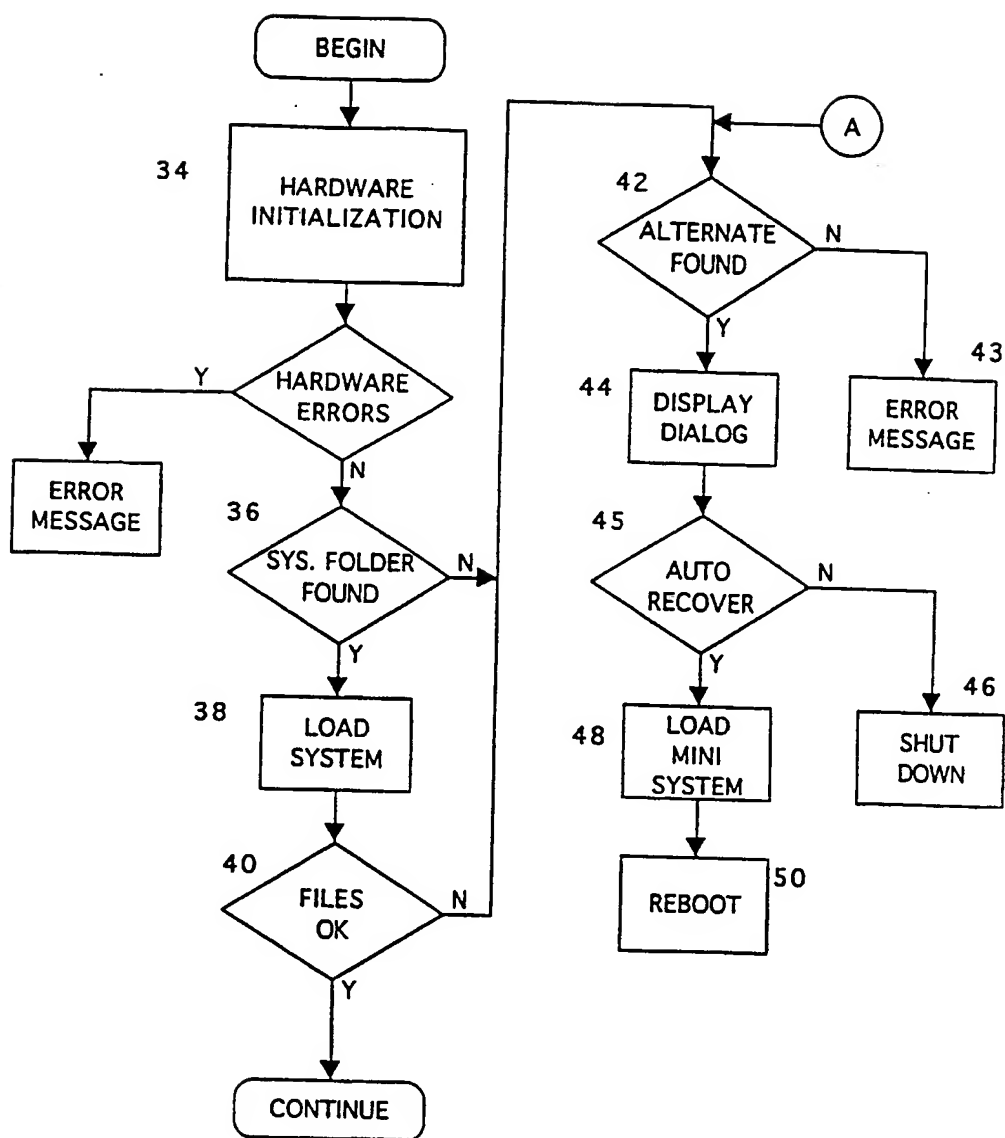 BEGIN
34
HARDWARE
INITIALIZATION
Y
HARDWARE
ERRORS
N
ERROR
MESSAGE
36
SYS. FOLDER
FOUND
N
Y
38
LOAD
SYSTEM
40
FILES
OK
N
Y
CONTINUE
A
42
ALTERNATE
FOUND
N
Y
43
ERROR
MESSAGE
44
DISPLAY
DIALOG
45
AUTO
RECOVER
N
Y
46
SHUT
DOWN
48
LOAD
MINI
SYSTEM
50
REBOOT